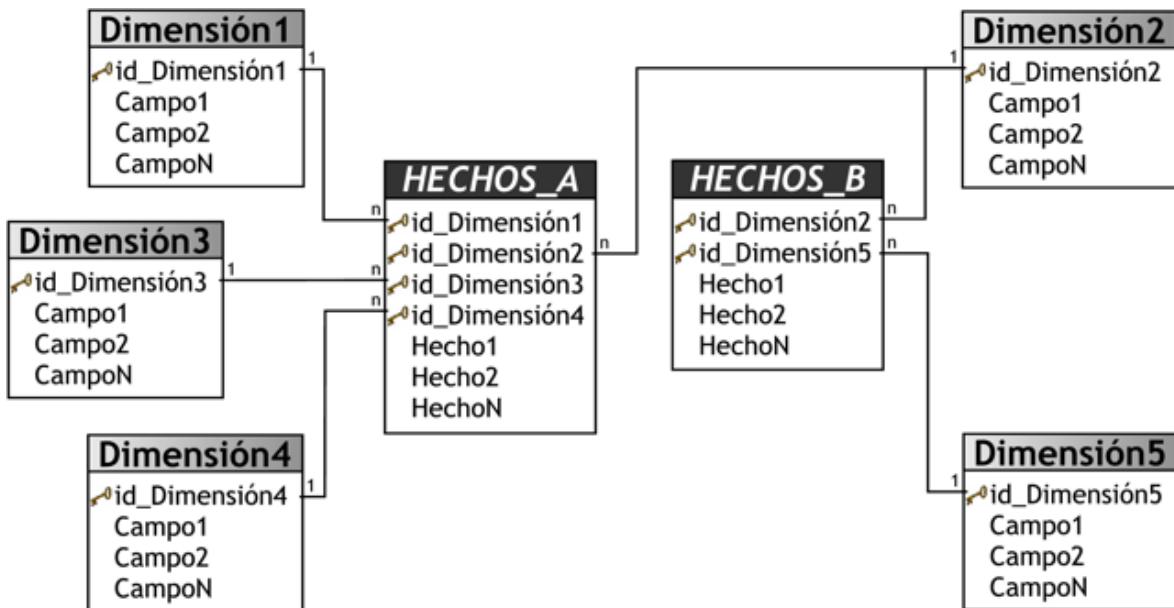 Dimensión1
1
id_Dimensión1
Campo1
Campo2
CampoN
Dimensión2
1
id_Dimensión2
Campo1
Campo2
CampoN
HECHOS_A
n
id_Dimensión1
id_Dimensión2
n
n
id_Dimensión3
n
id_Dimensión4
Hecho1
Hecho2
HechoN
HECHOS_B
id_Dimensión2
n
id_Dimensión5
n
Hecho1
Hecho2
HechoN
Dimensión3
id_Dimensión3
1
Campo1
Campo2
CampoN
Dimensión4
id_Dimensión4
1
Campo1
Campo2
CampoN
Dimensión5
1
id_Dimensión5
Campo1
Campo2
CampoN